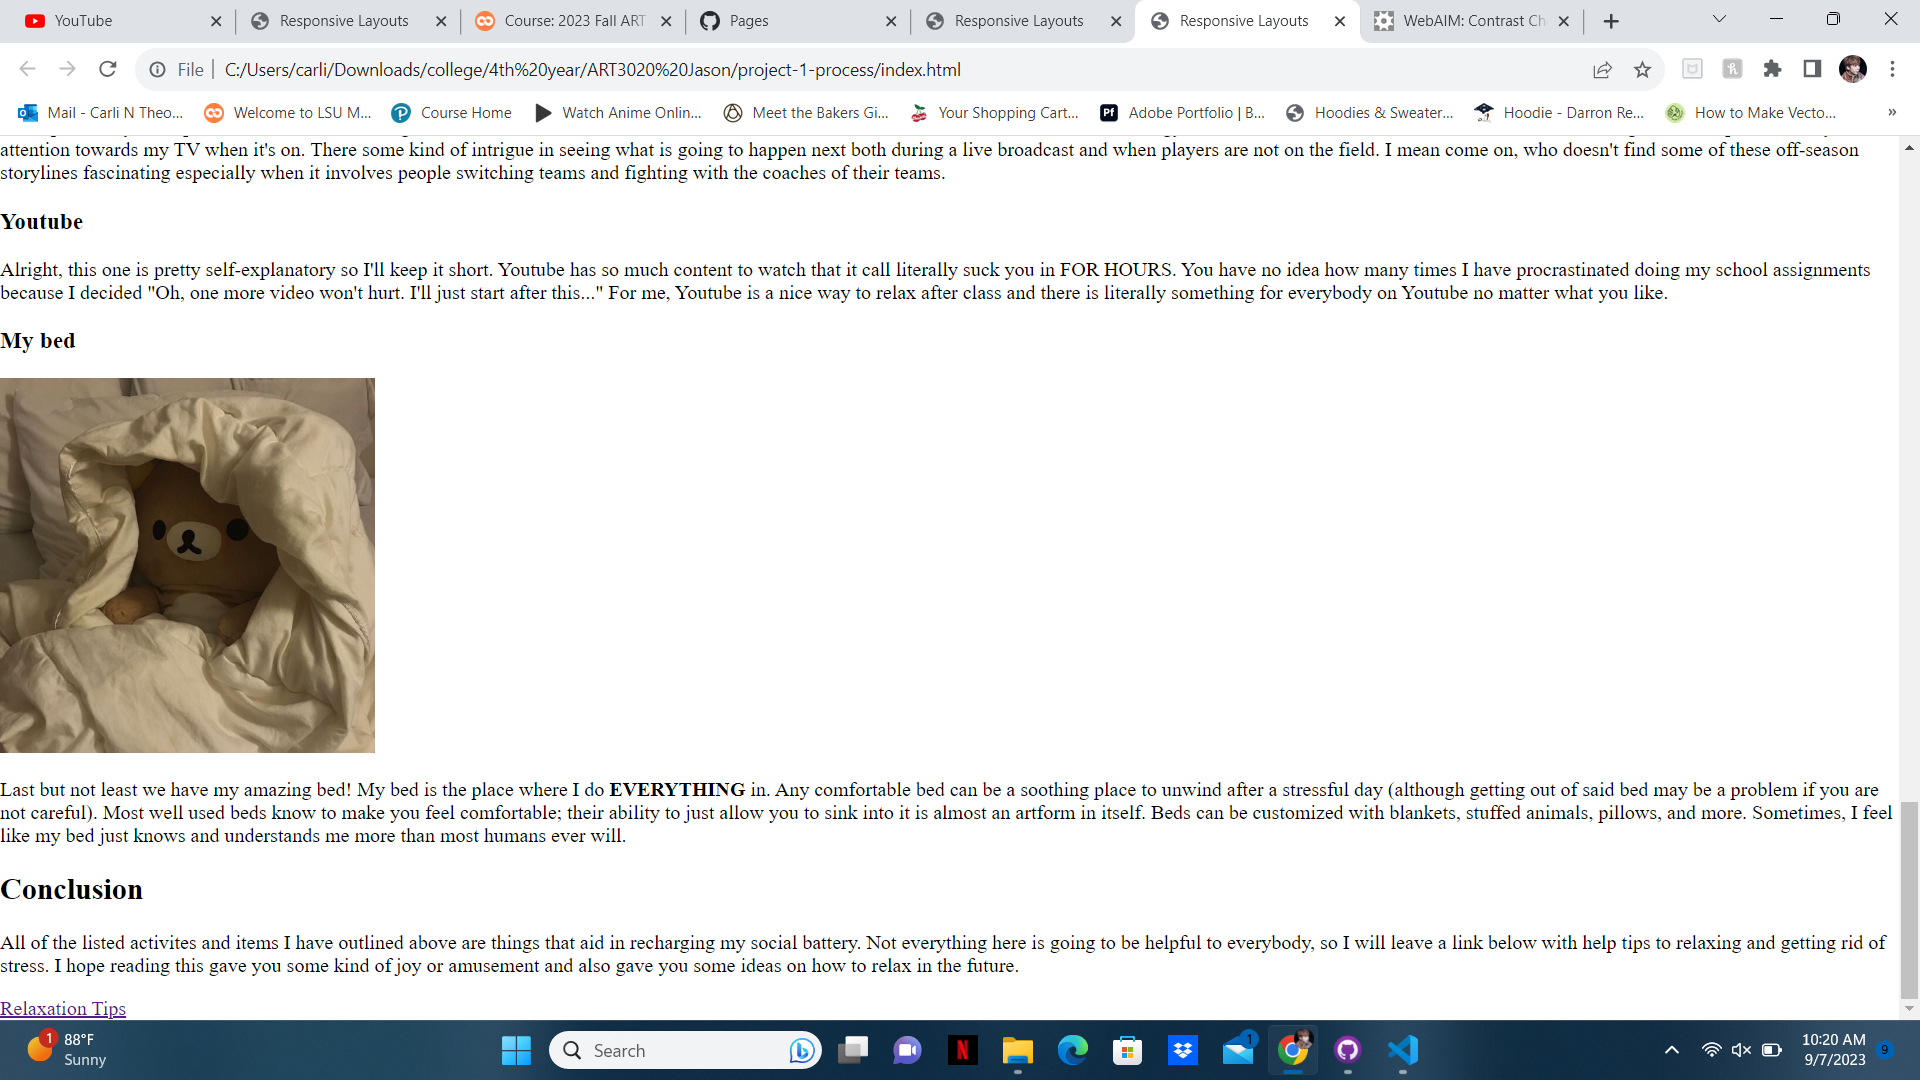 YouTube
Responsive Layouts
Course: 2023 Fall ART
Pages
Responsive Layouts
Responsive Layouts
WebAIM: Contrast Ch
File
C:/Users/carli/Downloads/college/4th%20year/ART3020%20Jason/project-1-process/index.html
Mail - Carli N Theo...
Welcome to LSU M...
Course Home
Watch Anime Onlin...
Meet the Bakers Gi...
Your Shopping Cart...
Pf Adobe Portfolio | B...
Hoodies & Sweater...
Hoodie - Darron Re...
How to Make Vecto...
»
attention towards my TV when it's on. There some kind of intrigue in seeing what is going to happen next both during a live broadcast and when players are not on the field. I mean come on, who doesn't find some of these off-season
storylines fascinating especially when it involves people switching teams and fighting with the coaches of their teams.
Youtube
Alright, this one is pretty self-explanatory so I'll keep it short. Youtube has so much content to watch that it call literally suck you in FOR HOURS. You have no idea how many times I have procrastinated doing my school assignments
because I decided "Oh, one more video won't hurt. I'll just start after this..." For me, Youtube is a nice way to relax after class and there is literally something for everybody on Youtube no matter what you like.
My bed
Last but not least we have my amazing bed! My bed is the place where I do EVERYTHING in. Any comfortable bed can be a soothing place to unwind after a stressful day (although getting out of said bed may be a problem if you are
not careful). Most well used beds know to make you feel comfortable; their ability to just allow you to sink into it is almost an artform in itself. Beds can be customized with blankets, stuffed animals, pillows, and more. Sometimes, I feel
like my bed just knows and understands me more than most humans ever will.
Conclusion
All of the listed activites and items I have outlined above are things that aid in recharging my social battery. Not everything here is going to be helpful to everybody, so I will leave a link below with help tips to relaxing and getting rid of
stress. I hope reading this gave you some kind of joy or amusement and also gave you some ideas on how to relax in the future.
Relaxation Tips
1
88°F
Sunny
Search
N
1
10:20 AM
9/7/2023
9